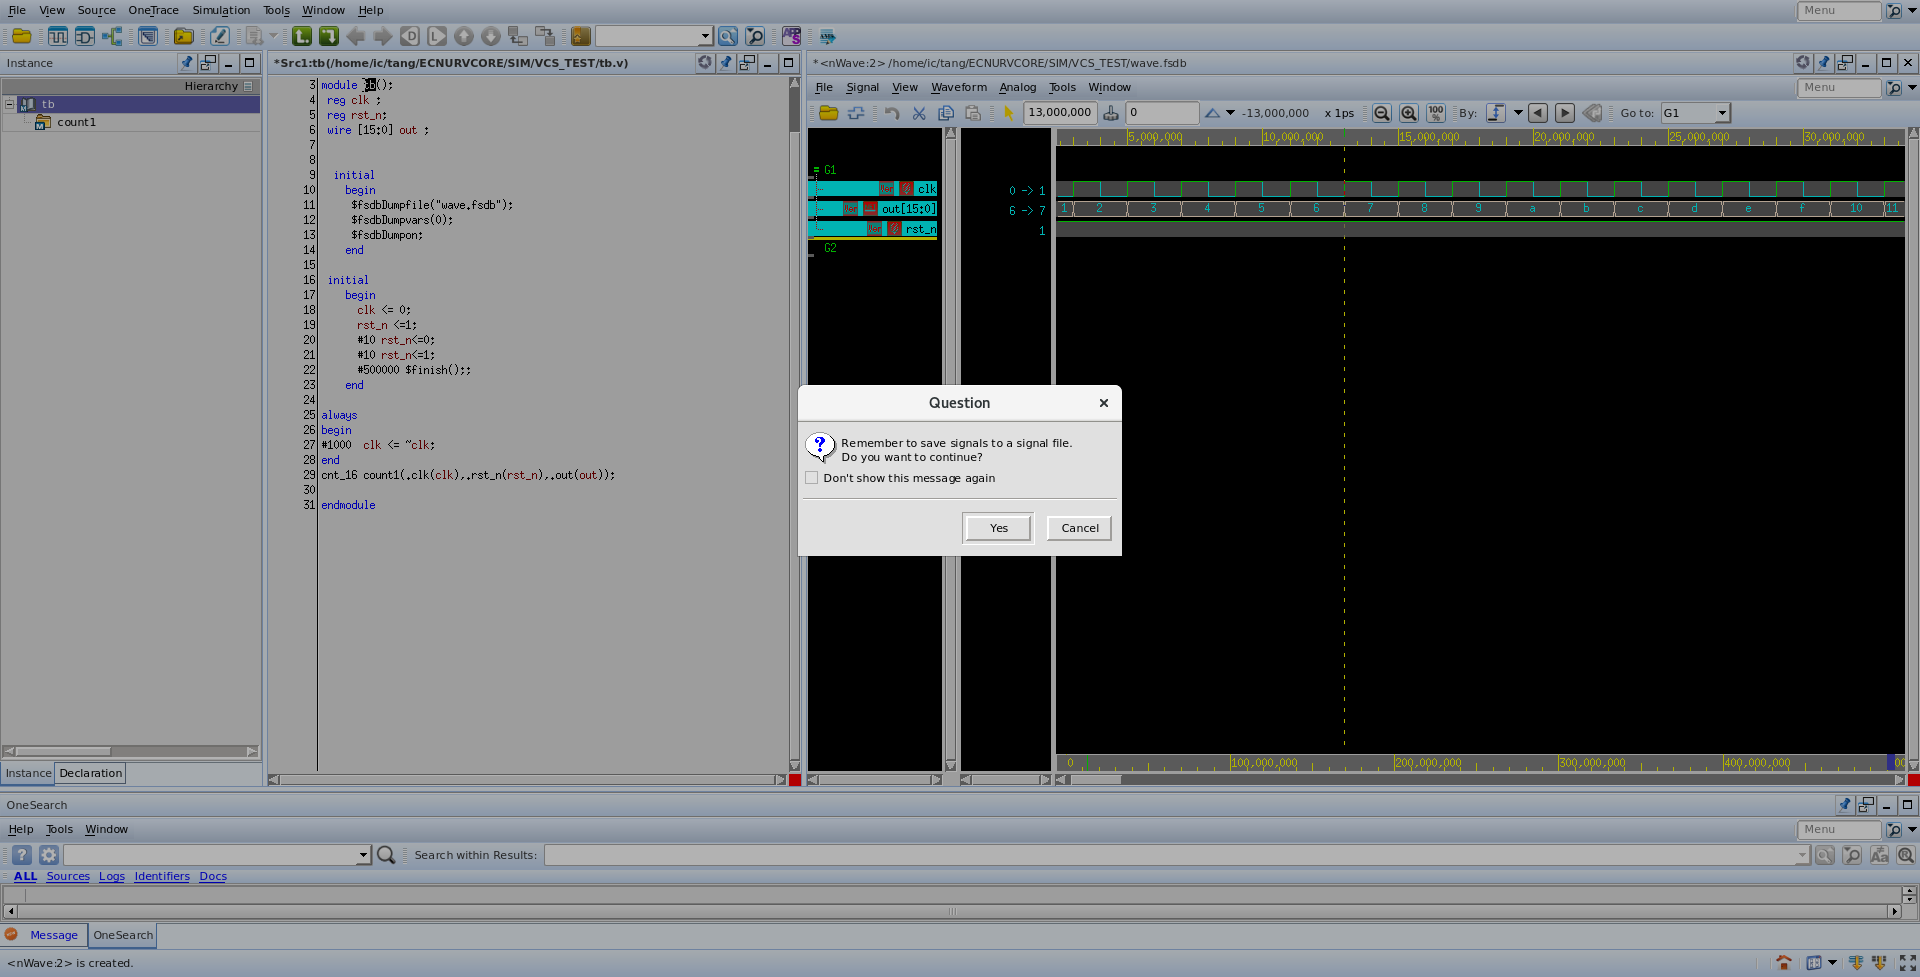 File View Source OneTrace Simulation Tools Window Help Menu
Instance
*Src1:tb(/home/ic/tang/ECNURVCORE/SIM/VCS_TEST/tb.v)
*<nWave:2> /home/ic/tang/ECNURVCORE/SIM/VCS_TEST/wave.fsdb
Hierarchy
tb
count1
3 module tb();
4 reg clk ;
5 reg rst_n;
6 wire [15:0] out ;
7
8
9 initial
10 begin
11 $fsdbDumpfile("wave.fsdb");
12 $fsdbDumpvars(0);
13 $fsdbDumpon;
14 end
15
16 initial
17 begin
18 clk <= 0;
19 rst_n <=1;
20 #10 rst_n<=0;
21 #10 rst_n<=1;
22 #500000 $finish();;
23 end
24
25 always
26 begin
27 #1000 clk <= ~clk;
28 end
29 cnt_16 count1(.clk(clk),.rst_n(rst_n),.out(out));
30
31 endmodule
File Signal View Waveform Analog Tools Window Menu
13,000,000 0 -13,000,000 x 1ps 100% By: Go to: G1
5,000,000 10,000,000 15,000,000 20,000,000 25,000,000 30,000,000
G1
clk 0 -> 1
out[15:0] 6 -> 7 1 2 3 4 5 6 7 8 9 a b c d e f 10 11
rst_n 1
G2
Question
Remember to save signals to a signal file.
Do you want to continue?
Don't show this message again
Yes Cancel
0 100,000,000 200,000,000 300,000,000 400,000,000
Instance Declaration
OneSearch
Help Tools Window Menu
Search within Results:
ALL Sources Logs Identifiers Docs
Message OneSearch
<nWave:2> is created.